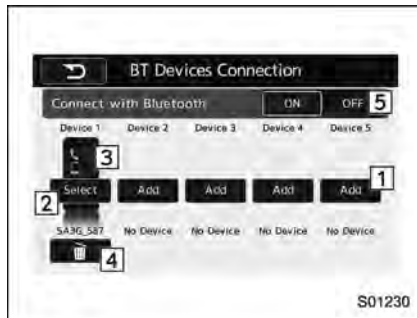 BT Devices Connection
Connect with Bluetooth ON OFF 5
Device 1 Device 2 Device 3 Device 4 Device 5
3
1
Select Add Add Add Add
2
SA3G_587 No Device No Device No Device No Device
4
S01230